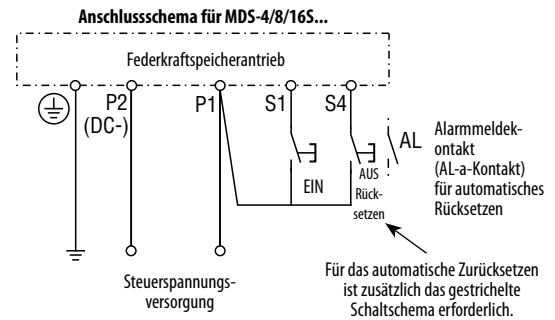 Anschlussschema für MDS-4/8/16S...
Federkraftspeicherantrieb
P2
(DC-)
P1
S1
S4
EIN
AUS
Rück-
setzen
AL
Alarmmeldek-
ontakt
(AL-a-Kontakt)
für automatisches
Rücksetzen
Steuerspannungs-
versorgung
Für das automatische Zurücksetzen
ist zusätzlich das gestrichelte
Schaltschema erforderlich.